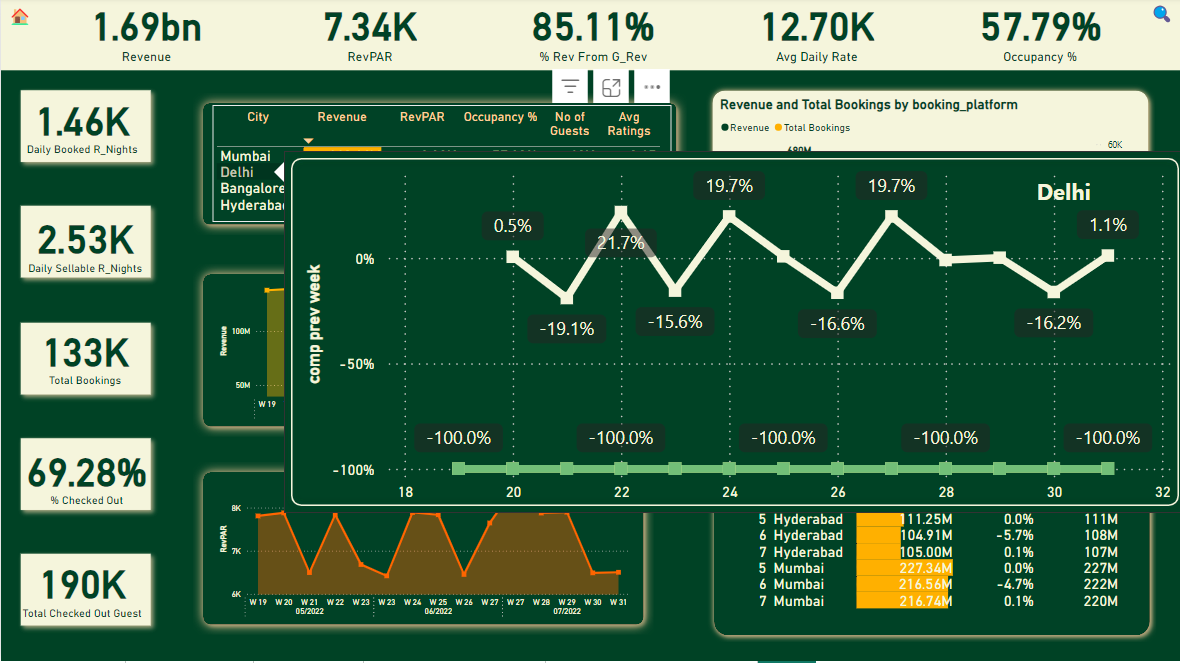 1.69bn
Revenue
7.34K
RevPAR
85.11%
% Rev From G_Rev
12.70K
Avg Daily Rate
57.79%
Occupancy %
1.46K
Daily Booked R_Nights
2.53K
Daily Sellable R_Nights
133K
Total Bookings
69.28%
% Checked Out
190K
Total Checked Out Guest
City Revenue RevPAR Occupancy % No of Guests Avg Ratings
Mumbai
Delhi
Bangalore
Hyderabad
Revenue and Total Bookings by booking_platform
Revenue Total Bookings
60K
Delhi
comp prev week
0%
-50%
-100%
0.5%
-19.1%
21.7%
-15.6%
19.7%
-16.6%
19.7%
-16.2%
1.1%
-100.0% -100.0% -100.0% -100.0% -100.0%
18 20 22 24 26 28 30 32
Revenue
100M
50M
W 19
RevPAR
8K
7K
6K
W 19 W 20 W 21 W 22 W 23 W 23 W 24 W 25 W 26 W 27 W 27 W 28 W 29 W 30 W 31
05/2022 06/2022 07/2022
5 Hyderabad 111.25M 0.0% 111M
6 Hyderabad 104.91M -5.7% 108M
7 Hyderabad 105.00M 0.1% 107M
5 Mumbai 227.34M 0.0% 227M
6 Mumbai 216.56M -4.7% 222M
7 Mumbai 216.74M 0.1% 220M